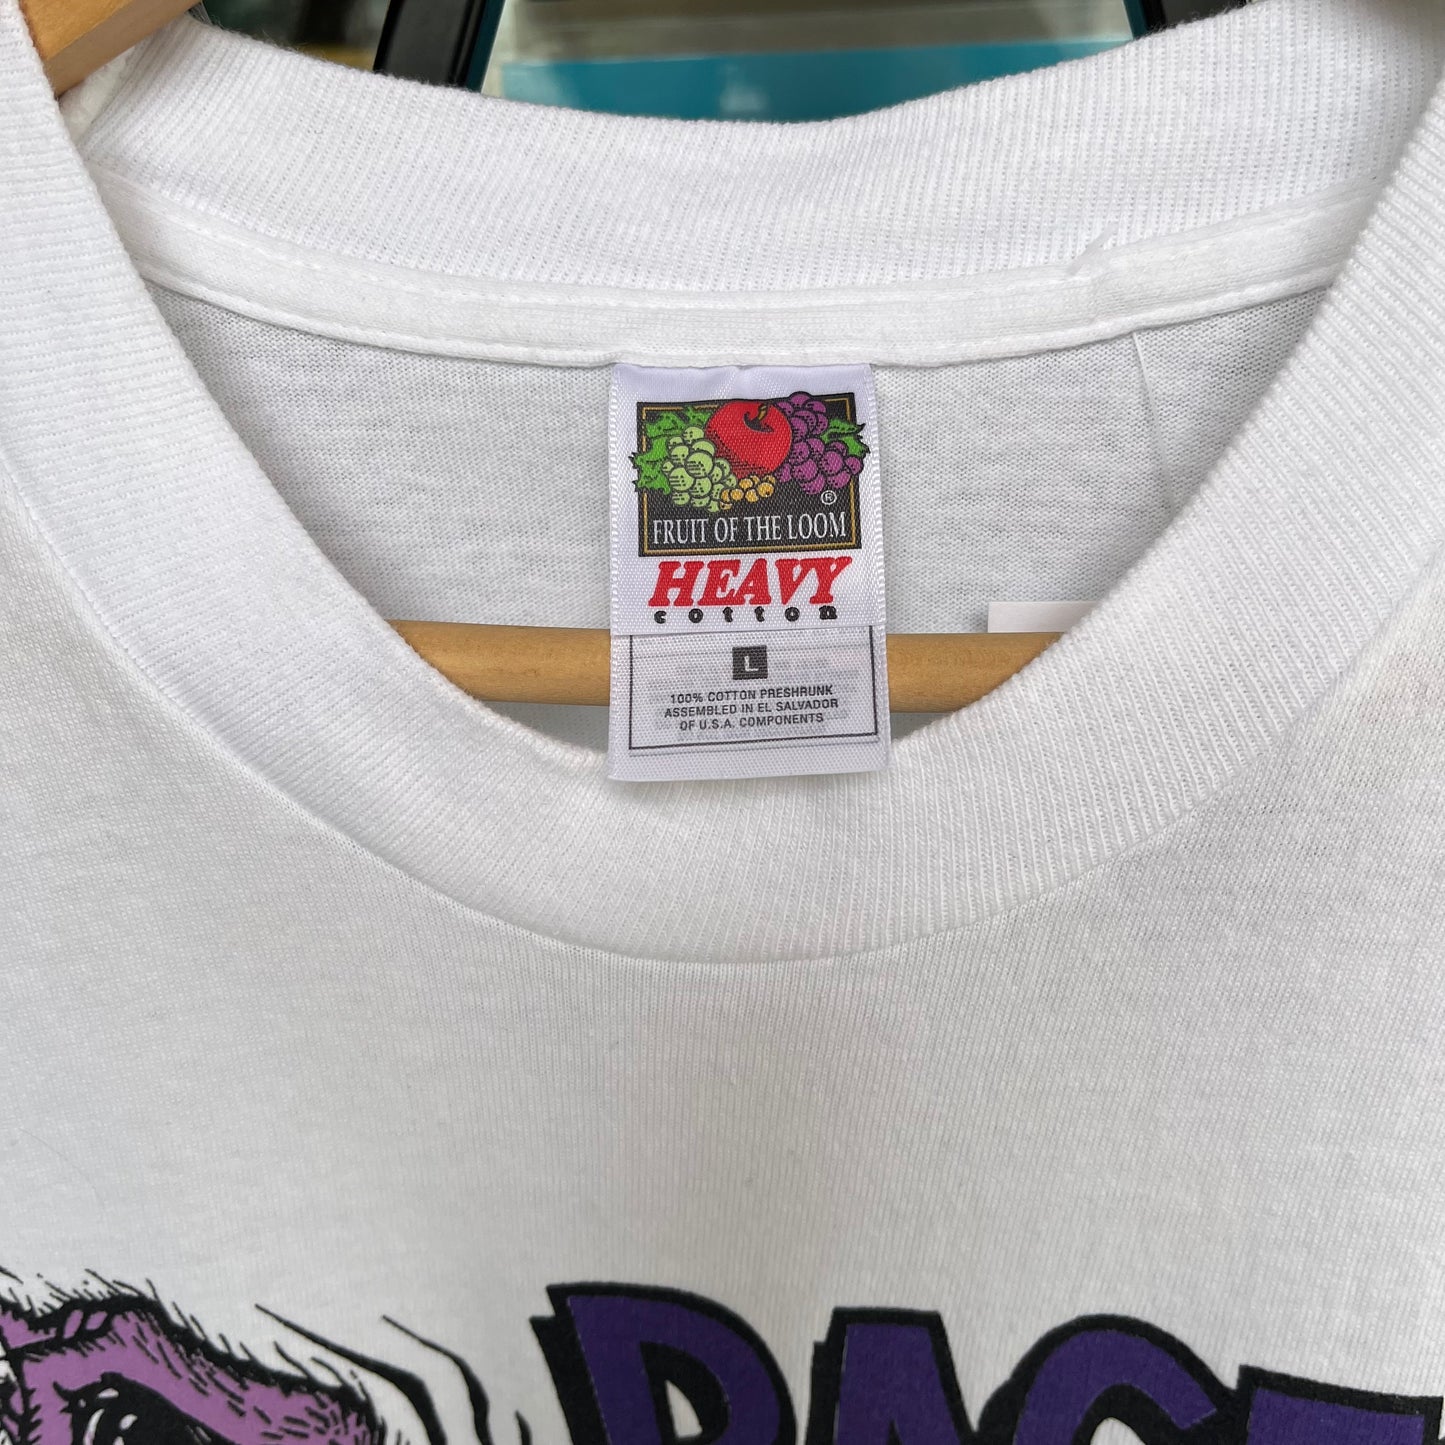 ®
FRUIT OF THE LOOM
HEAVY
cotton
L
100% COTTON PRESHRUNK
ASSEMBLED IN EL SALVADOR
OF U.S.A. COMPONENTS